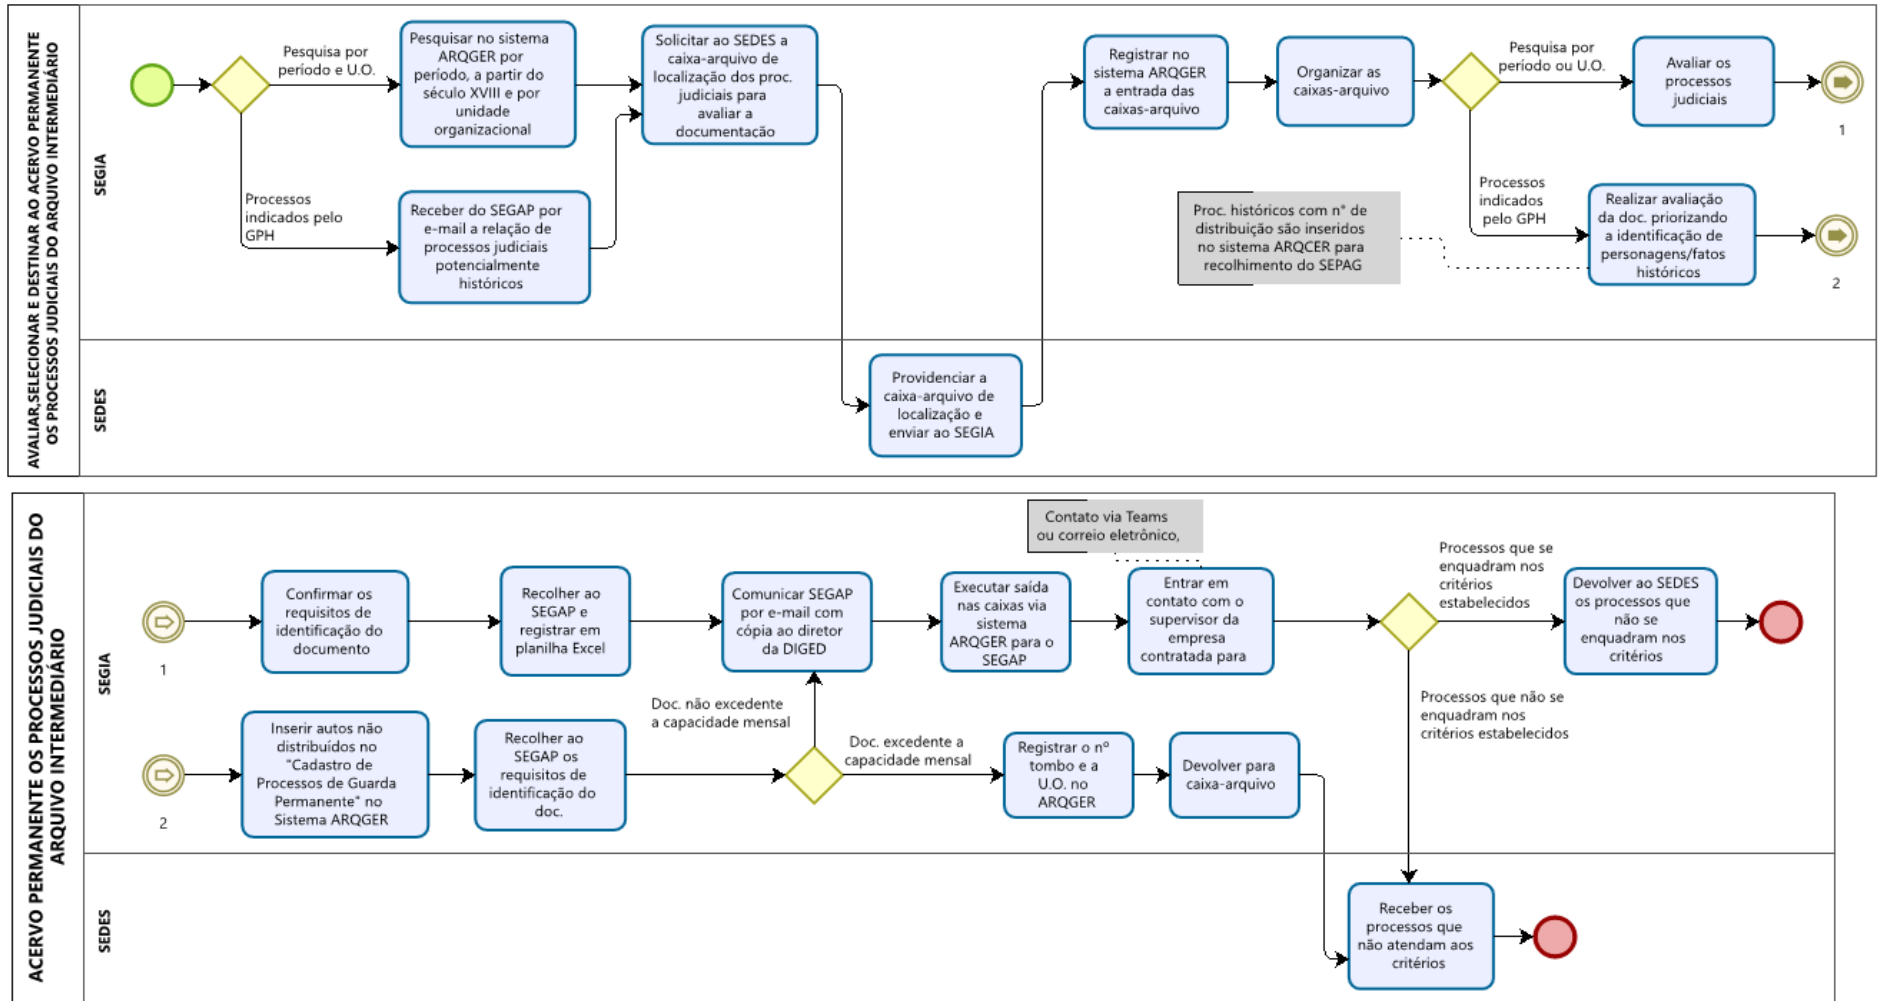 AVALIAR,SELECIONAR E DESTINAR AO ACERVO PERMANENTE
OS PROCESSOS JUDICIAIS DO ARQUIVO INTERMEDIÁRIO
SEGIA
Pesquisa por
período e U.O.
Pesquisar no sistema
ARQGER por
período, a partir do
século XVIII e por
unidade
organizacional
Solicitar ao SEDES a
caixa-arquivo de
localização dos proc.
judiciais para
avaliar a
documentação
Processos
indicados pelo
GPH
Receber do SEGAP por
e-mail a relação de
processos judiciais
potencialmente
históricos
Registrar no
sistema ARQGER
a entrada das
caixas-arquivo
Organizar as
caixas-arquivo
Pesquisa por
período ou U.O.
Avaliar os
processos
judiciais
1
Proc. históricos com n° de
distribuição são inseridos
no sistema ARQCER para
recolhimento do SEPAG
Processos
indicados
pelo GPH
Realizar avaliação
da doc. priorizando
a identificação de
personagens/fatos
históricos
2
SEDES
Providenciar a
caixa-arquivo de
localização e
enviar ao SEGIA
ACERVO PERMANENTE OS PROCESSOS JUDICIAIS DO
ARQUIVO INTERMEDIÁRIO
SEGIA
1
Confirmar os
requisitos de
identificação do
documento
Recolher ao
SEGAP e
registrar em
planilha Excel
Comunicar SEGAP
por e-mail com
cópia ao diretor
da DIGED
Executar saída
nas caixas via
sistema
ARQGER para o
SEGAP
Contato via Teams
ou correio eletrônico,
Entrar em
contato com o
supervisor da
empresa
contratada para
Processos que se
enquadram nos
critérios
estabelecidos
Devolver ao SEDES
os processos que
não se
enquadram nos
critérios
Processos que não se
enquadram nos
critérios estabelecidos
2
Inserir autos não
distribuídos no
"Cadastro de
Processos de Guarda
Permanente" no
Sistema ARQGER
Recolher ao
SEGAP os
requisitos de
identificação do
doc.
Doc. não excedente
a capacidade mensal
Doc. excedente a
capacidade mensal
Registrar o nº
tombo e a
U.O. no
ARQGER
Devolver para
caixa-arquivo
SEDES
Receber os
processos que
não atendam aos
critérios